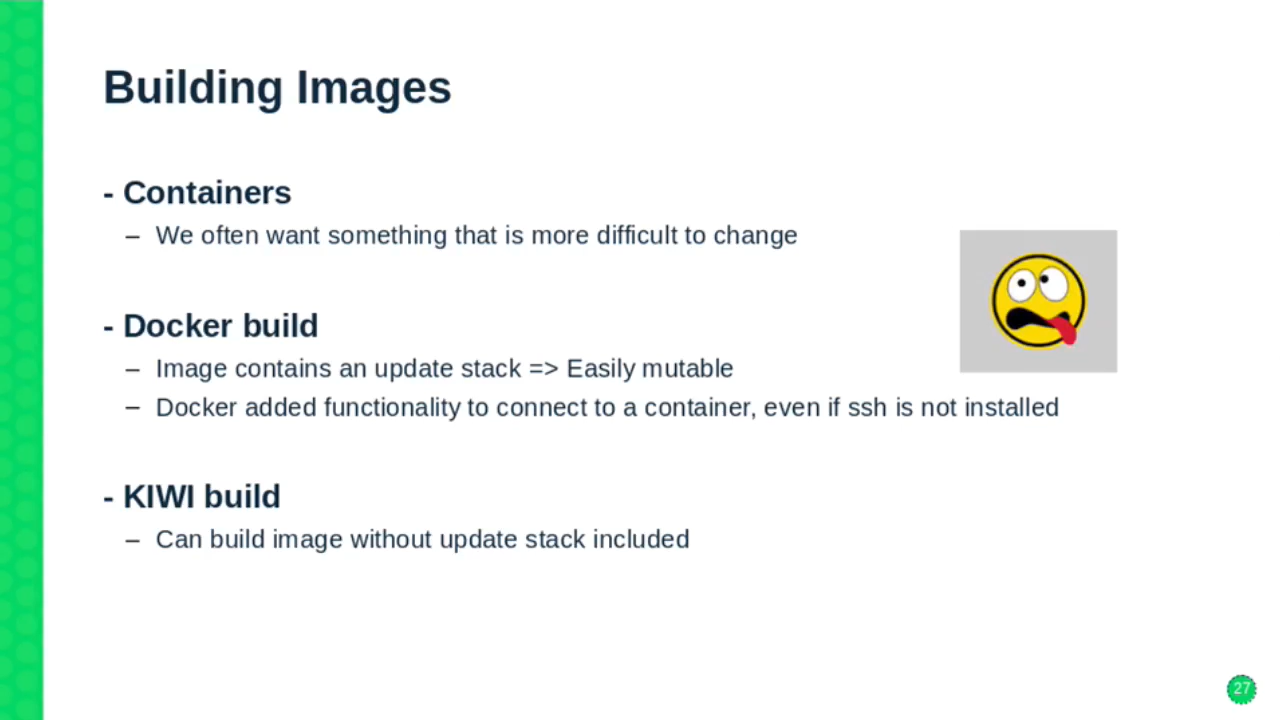 Building Images
- Containers
– We often want something that is more difficult to change
- Docker build
– Image contains an update stack => Easily mutable
– Docker added functionality to connect to a container, even if ssh is not installed
- KIWI build
– Can build image without update stack included
27